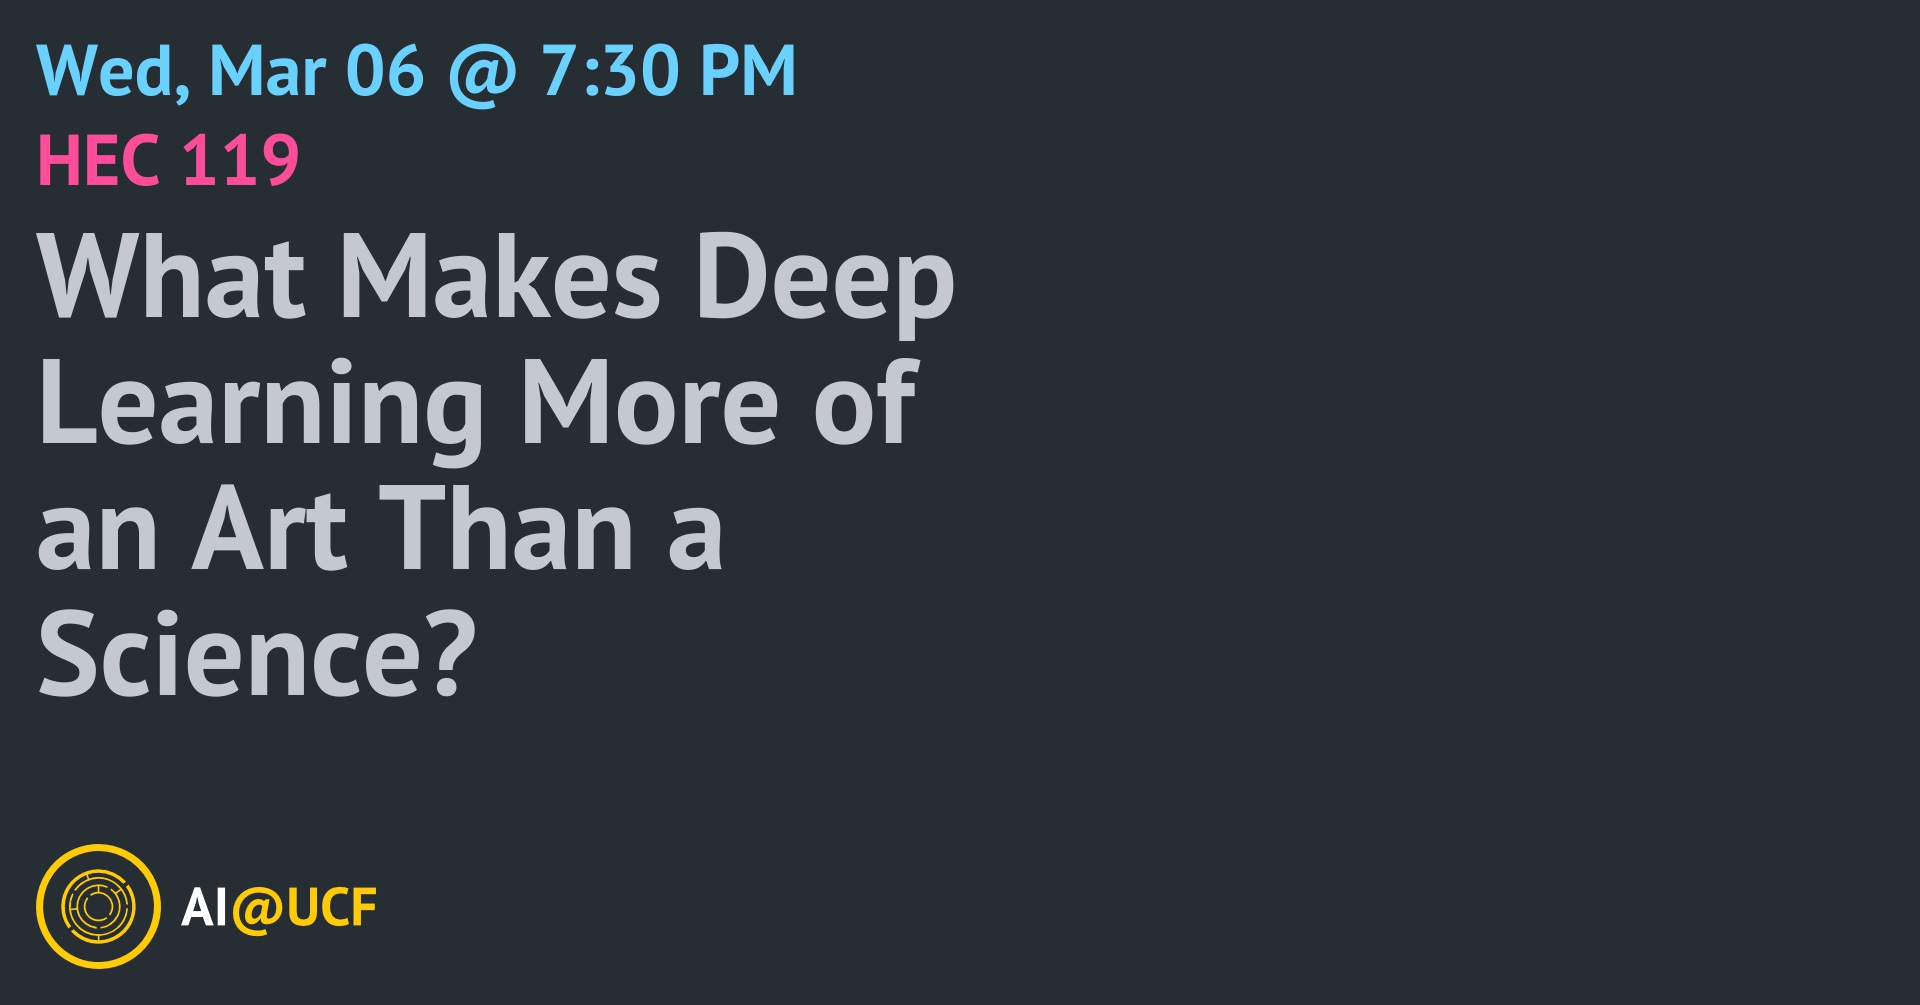 Wed, Mar 06 @ 7:30 PM
HEC 119
What Makes Deep
Learning More of
an Art Than a
Science?
AI@UCF